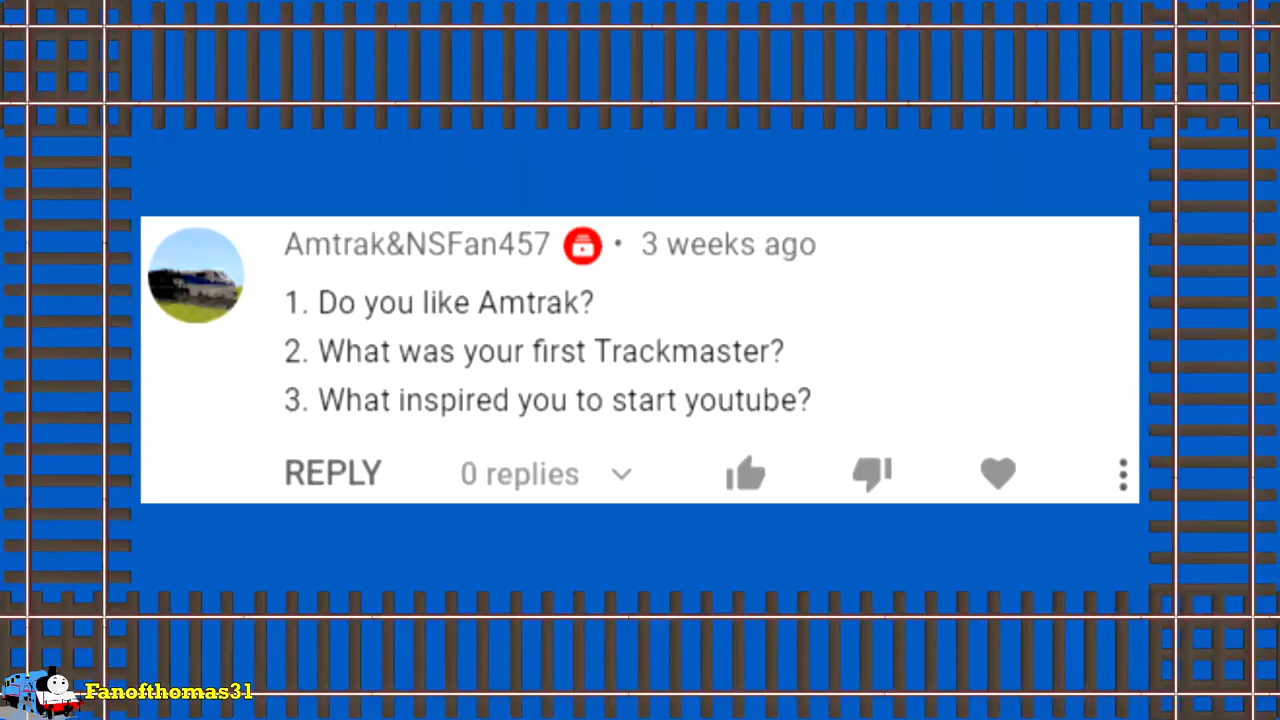 Amtrak&NSFan457 • 3 weeks ago
1. Do you like Amtrak?
2. What was your first Trackmaster?
3. What inspired you to start youtube?
REPLY 0 replies
Fanofthomas31